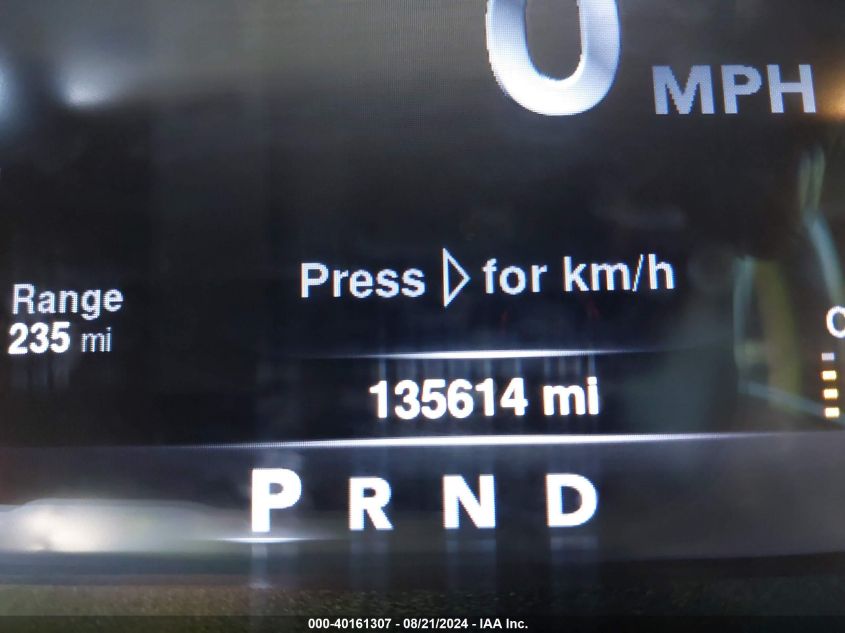 0 MPH
Press ▷ for km/h
Range
235 mi
135614 mi
P R N D
000-40161307 - 08/21/2024 - IAA Inc.